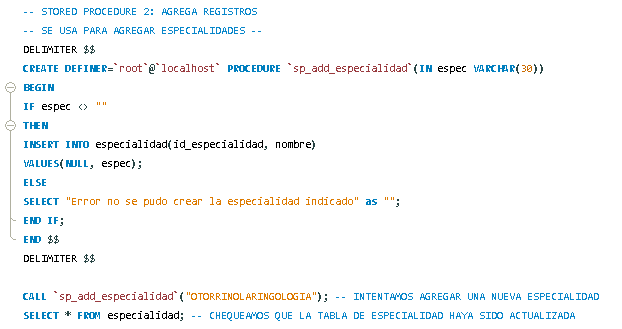 -- STORED PROCEDURE 2: AGREGA REGISTROS
-- SE USA PARA AGREGAR ESPECIALIDADES --
DELIMITER $$
CREATE DEFINER=`root`@`localhost` PROCEDURE `sp_add_especialidad`(IN espec VARCHAR(30))
BEGIN
IF espec <> ""
THEN
INSERT INTO especialidad(id_especialidad, nombre)
VALUES(NULL, espec);
ELSE
SELECT "Error no se pudo crear la especialidad indicado" as "";
END IF;
END $$
DELIMITER $$
CALL `sp_add_especialidad`("OTORRINOLARINGOLOGIA"); -- INTENTAMOS AGREGAR UNA NUEVA ESPECIALIDAD
SELECT * FROM especialidad; -- CHEQUEAMOS QUE LA TABLA DE ESPECIALIDAD HAYA SIDO ACTUALIZADA